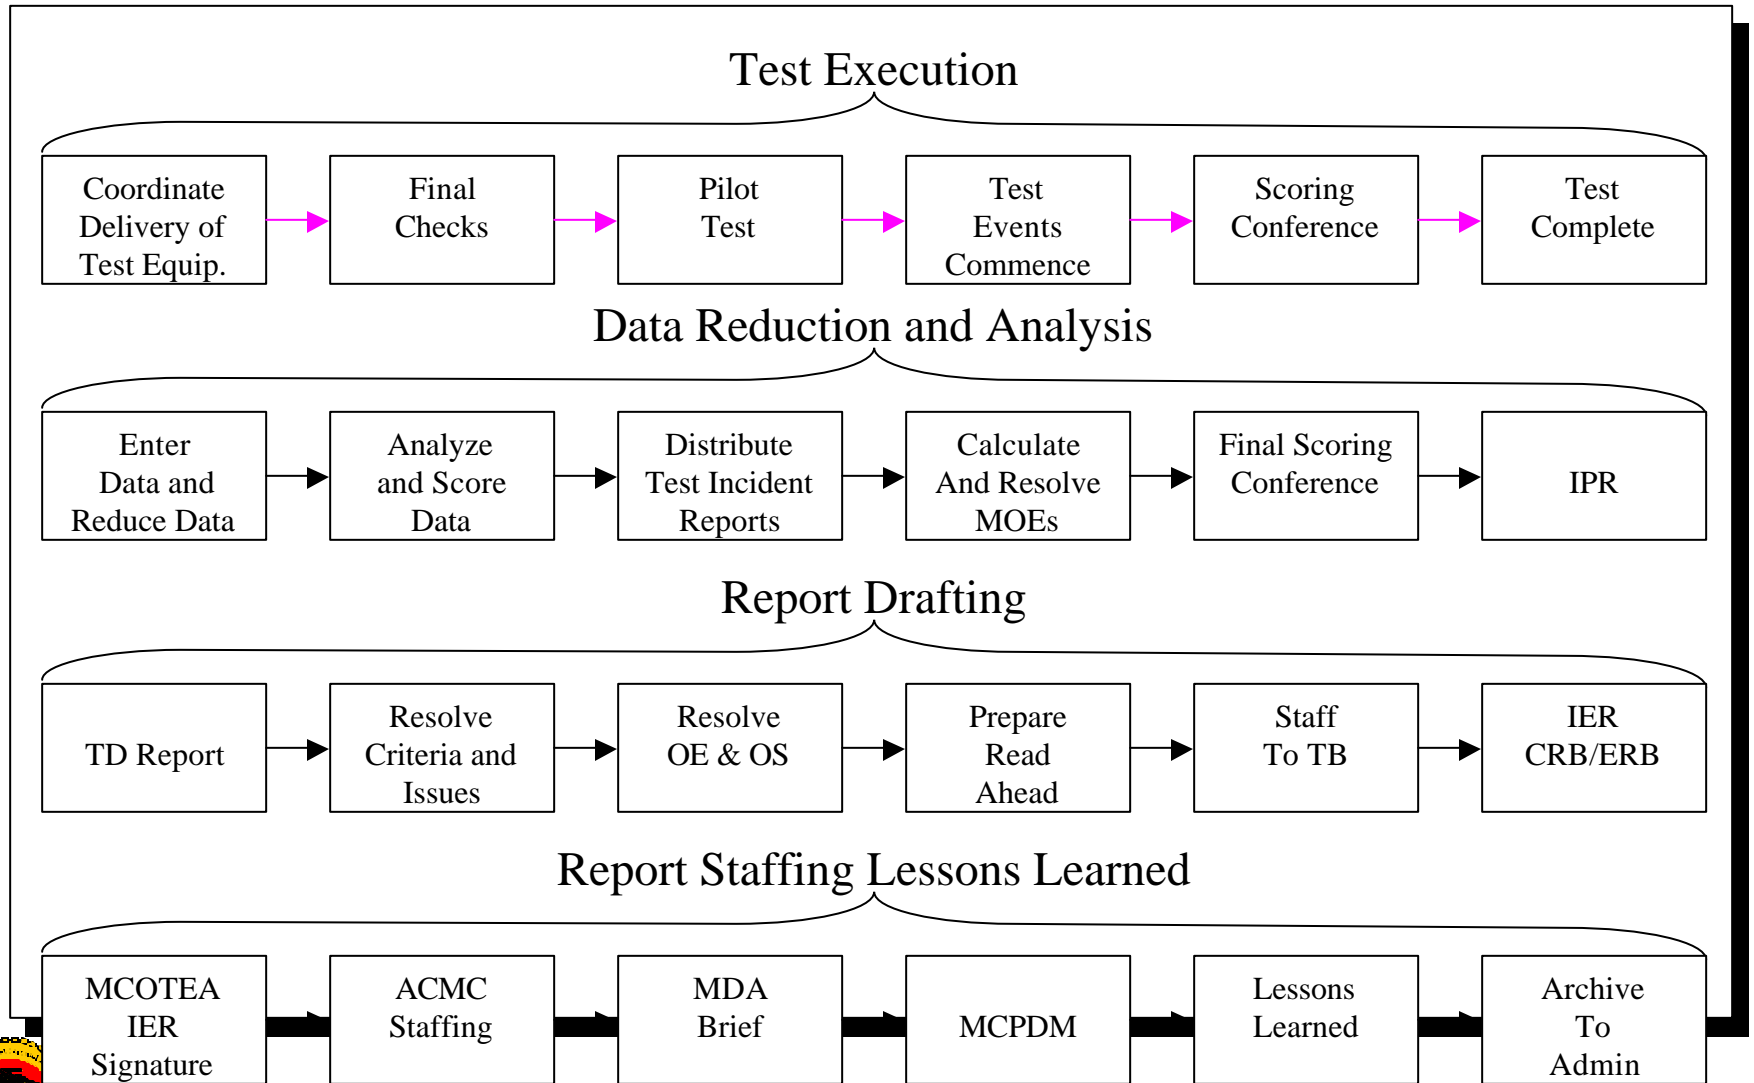 Test Execution
Coordinate
Delivery of
Test Equip.
Final
Checks
Pilot
Test
Test
Events
Commence
Scoring
Conference
Test
Complete
Data Reduction and Analysis
Enter
Data and
Reduce Data
Analyze
and Score
Data
Distribute
Test Incident
Reports
Calculate
And Resolve
MOEs
Final Scoring
Conference
IPR
Report Drafting
TD Report
Resolve
Criteria and
Issues
Resolve
OE & OS
Prepare
Read
Ahead
Staff
To TB
IER
CRB/ERB
Report Staffing Lessons Learned
MCOTEA
IER
Signature
ACMC
Staffing
MDA
Brief
MCPDM
Lessons
Learned
Archive
To
Admin